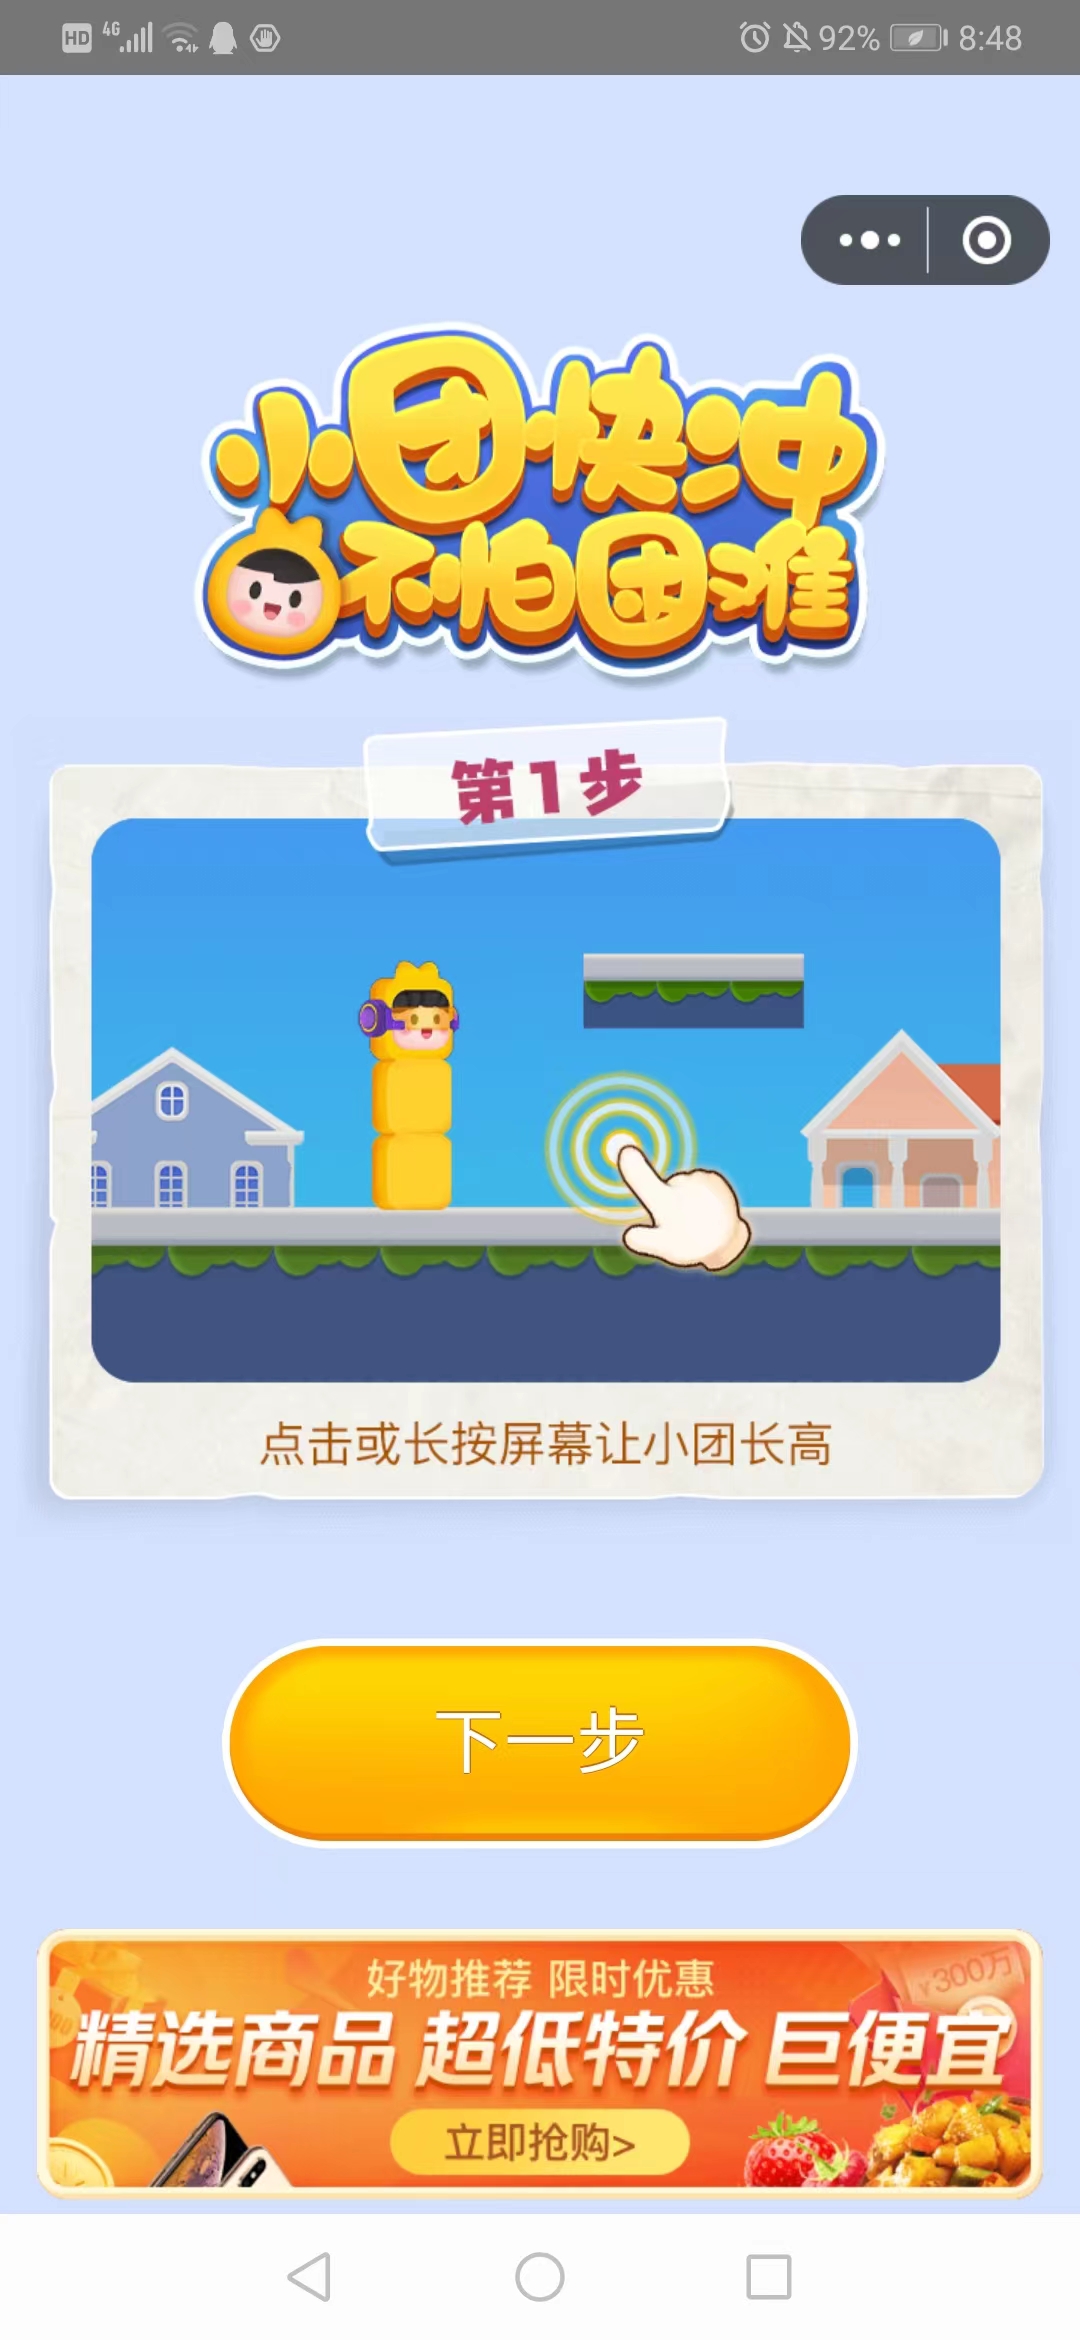 HD 4G 92% 8:48
小团快冲
不怕团难
第1步
点击或长按屏幕让小团长高
下一步
¥300万
好物推荐 限时优惠
精选商品 超低特价 巨便宜
立即抢购>